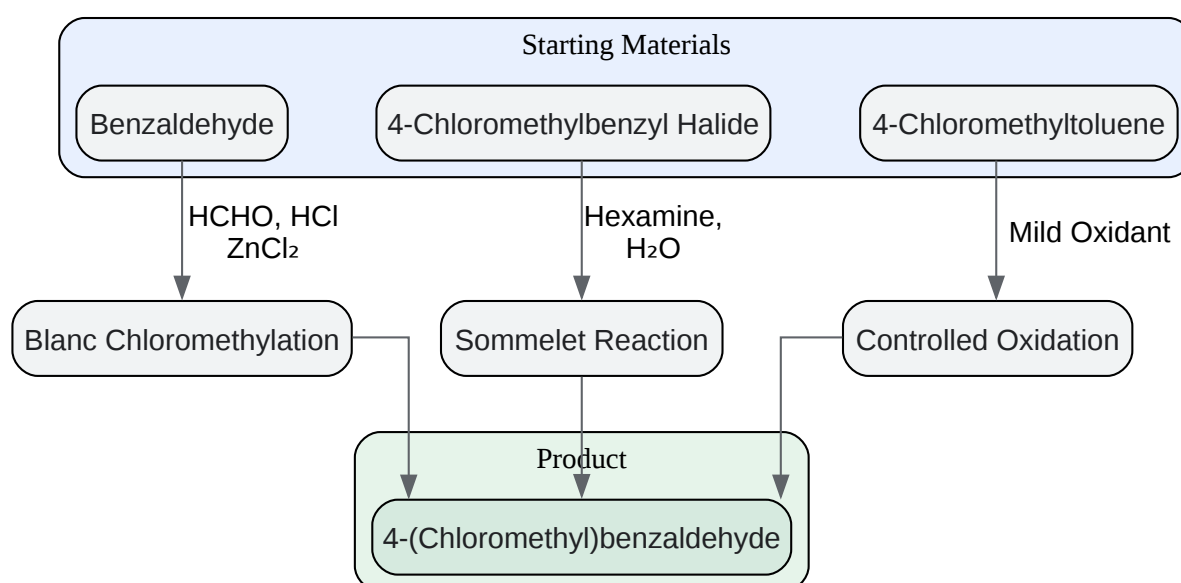 Starting Materials
Benzaldehyde
4-Chloromethylbenzyl Halide
4-Chloromethyltoluene
HCHO, HCl
ZnCl₂
Hexamine,
H₂O
Mild Oxidant
Blanc Chloromethylation
Sommelet Reaction
Controlled Oxidation
Product
4-(Chloromethyl)benzaldehyde